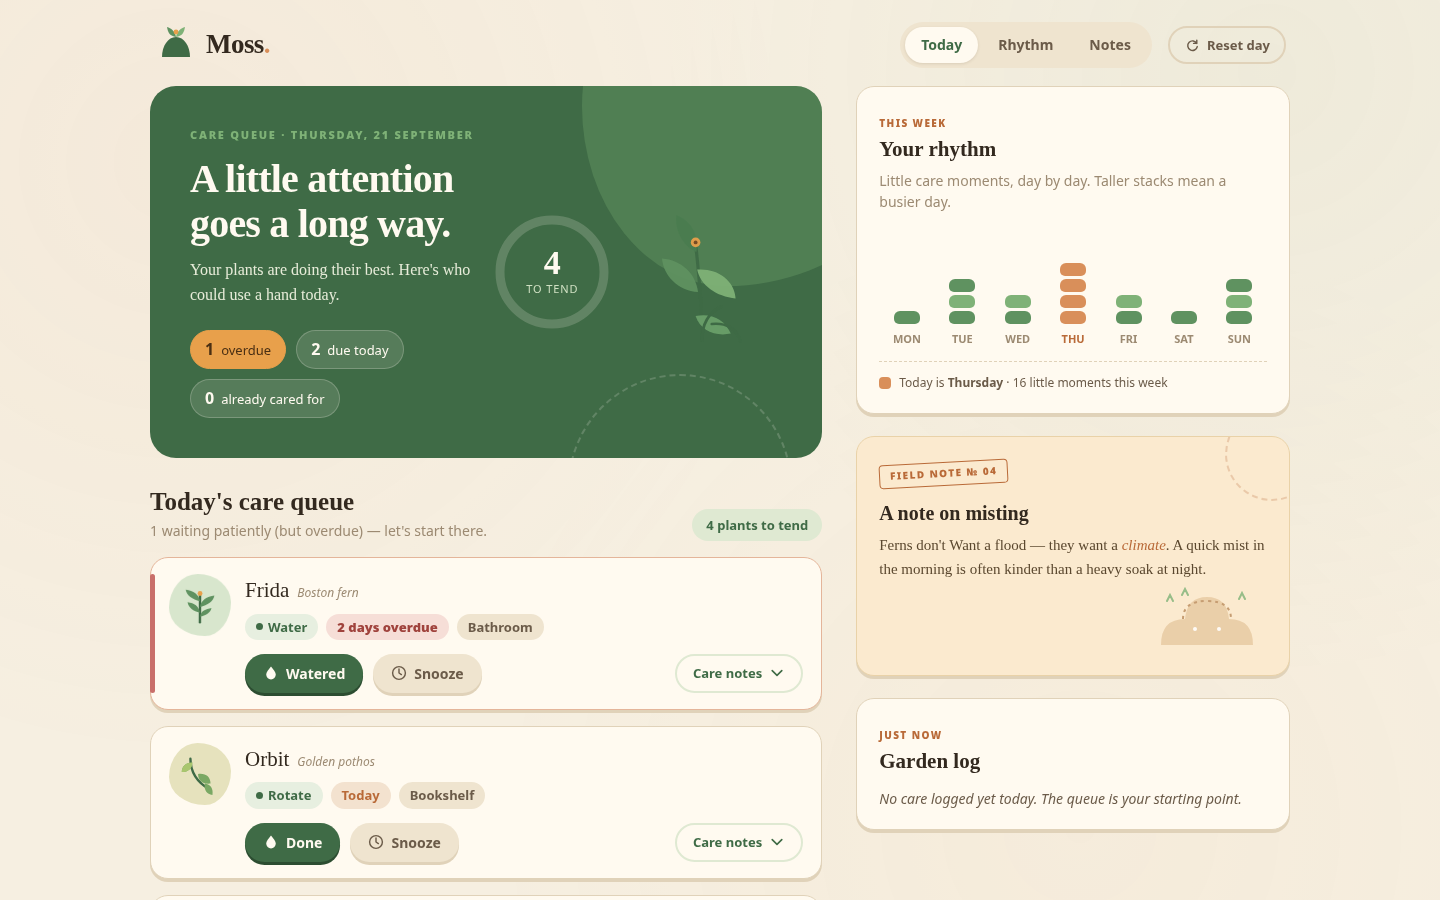 Moss.
Today
Rhythm
Notes
Reset day
CARE QUEUE · THURSDAY, 21 SEPTEMBER
A little attention
goes a long way.
Your plants are doing their best. Here's who
could use a hand today.
1 overdue
2 due today
0 already cared for
4
TO TEND
THIS WEEK
Your rhythm
Little care moments, day by day. Taller stacks mean a
busier day.
MON TUE WED THU FRI SAT SUN
Today is Thursday · 16 little moments this week
FIELD NOTE № 04
A note on misting
Ferns don't Want a flood — they want a climate. A quick mist in
the morning is often kinder than a heavy soak at night.
JUST NOW
Garden log
No care logged yet today. The queue is your starting point.
Today's care queue
1 waiting patiently (but overdue) — let's start there.
4 plants to tend
Frida Boston fern
Water
2 days overdue
Bathroom
Watered
Snooze
Care notes
Orbit Golden pothos
Rotate
Today
Bookshelf
Done
Snooze
Care notes